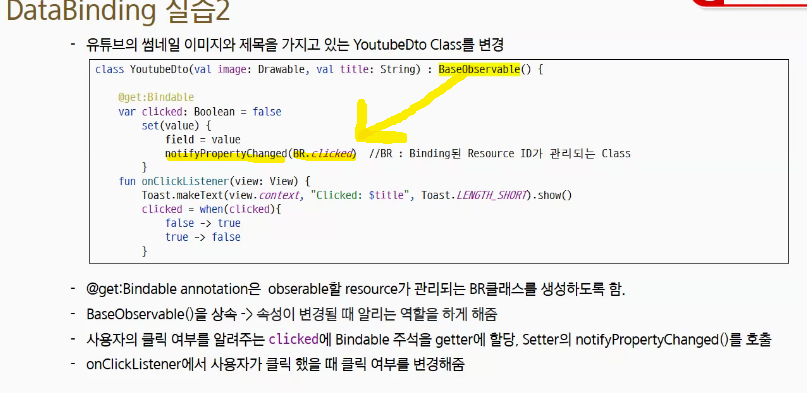 DataBinding 실습2
- 유튜브의 썸네일 이미지와 제목을 가지고 있는 YoutubeDto Class를 변경
class YoutubeDto(val image: Drawable, val title: String) : BaseObservable() {
@get:Bindable
var clicked: Boolean = false
set(value) {
field = value
notifyPropertyChanged(BR.clicked) //BR : Binding된 Resource ID가 관리되는 Class
}
fun onClickListener(view: View) {
Toast.makeText(view.context, "Clicked: $title", Toast.LENGTH_SHORT).show()
clicked = when(clicked){
false -> true
true -> false
}
- @get:Bindable annotation은 obserable할 resource가 관리되는 BR클래스를 생성하도록 함.
- BaseObservable()을 상속 -> 속성이 변경될 때 알리는 역할을 하게 해줌
- 사용자의 클릭 여부를 알려주는 clicked에 Bindable 주석을 getter에 할당, Setter의 notifyPropertyChanged()를 호출
- onClickListener에서 사용자가 클릭 했을 때 클릭 여부를 변경해줌